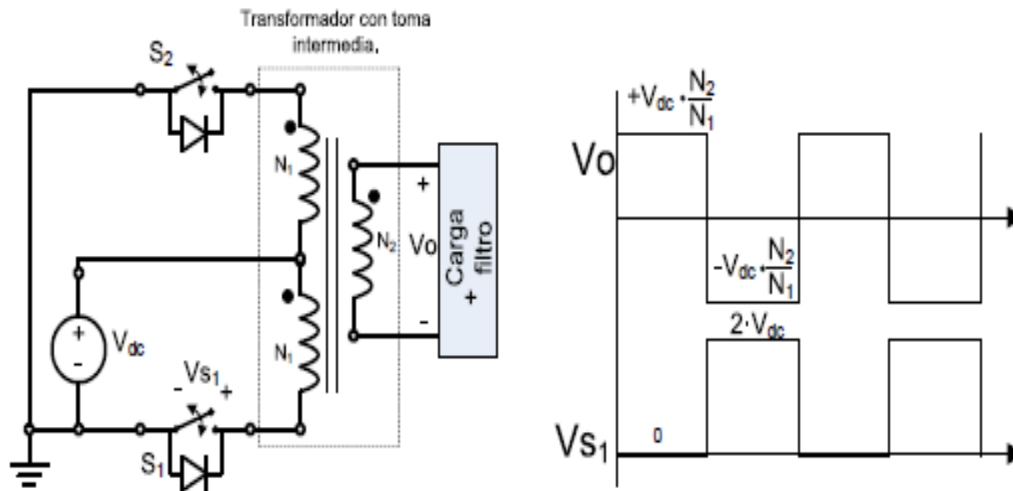 Transformador con toma
intermedia.
S2
N1
N2
+
Vo
-
Carga
+
filtro
N1
+
-
Vdc
- Vs1 +
S1
+Vdc·N2/N1
Vo
-Vdc·N2/N1
2·Vdc
0
Vs1